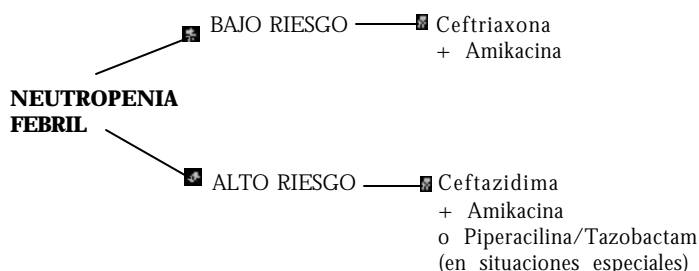 BAJO RIESGO
Ceftriaxona
+ Amikacina
NEUTROPENIA
FEBRIL
ALTO RIESGO
Ceftazidima
+ Amikacina
o Piperacilina/Tazobactam
(en situaciones especiales)